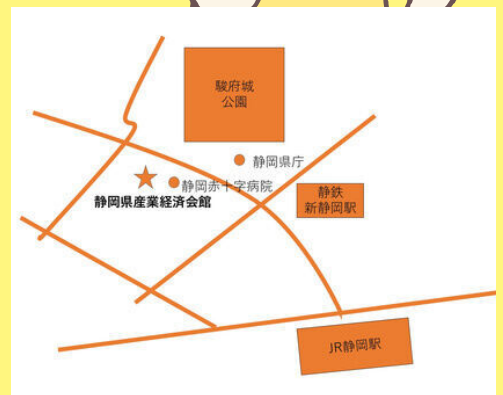 駿府城
公園
静岡県庁
静岡赤十字病院
静岡県産業経済会館
静鉄
新静岡駅
JR静岡駅